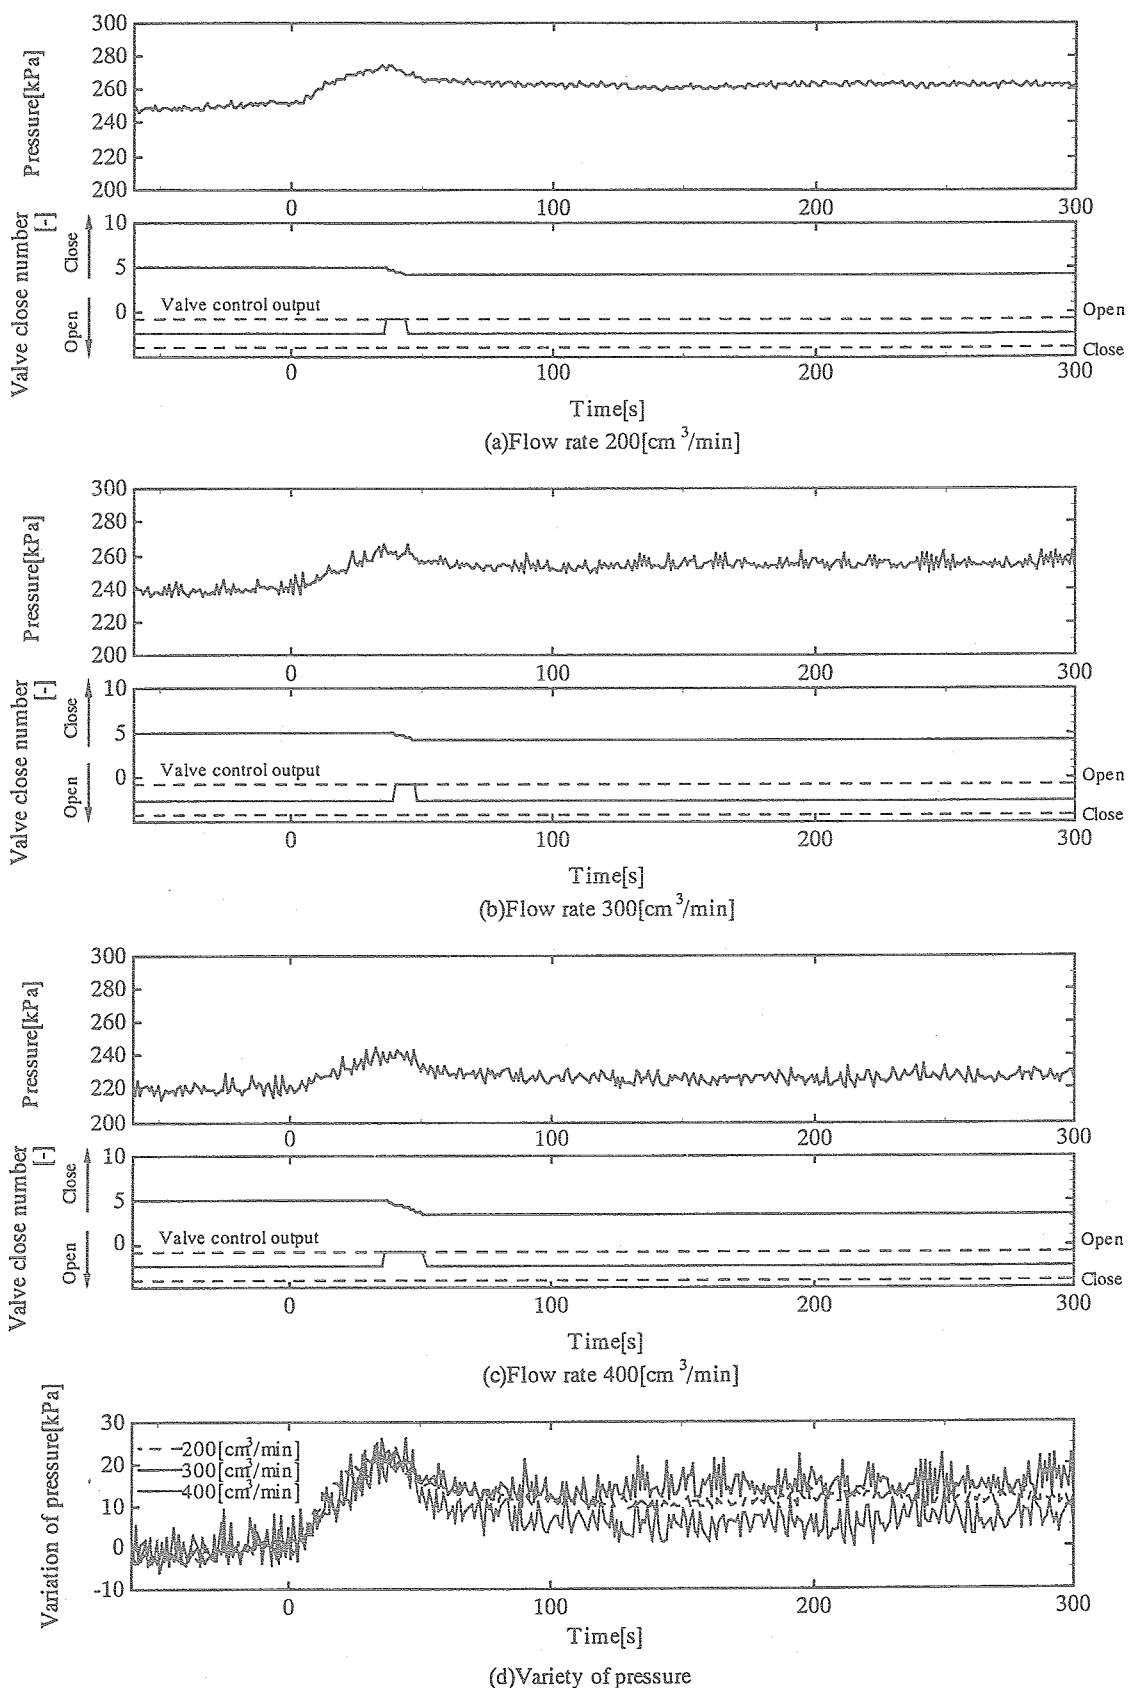 300
280
260
240
220
200
Pressure[kPa]
0 100 200 300
Valve close number
[-]
Close
Open
10
5
0
Valve control output
Open
Close
0 100 200 300
Time[s]
(a)Flow rate 200[cm³/min]
300
280
260
240
220
200
Pressure[kPa]
0 100 200 300
Valve close number
[-]
Close
Open
10
5
0
Valve control output
Open
Close
0 100 200 300
Time[s]
(b)Flow rate 300[cm³/min]
300
280
260
240
220
200
Pressure[kPa]
0 100 200 300
Valve close number
[-]
Close
Open
10
5
0
Valve control output
Open
Close
0 100 200 300
Time[s]
(c)Flow rate 400[cm³/min]
Variation of pressure[kPa]
30
20
10
0
-10
200[cm³/min]
300[cm³/min]
400[cm³/min]
0 100 200 300
Time[s]
(d)Variety of pressure